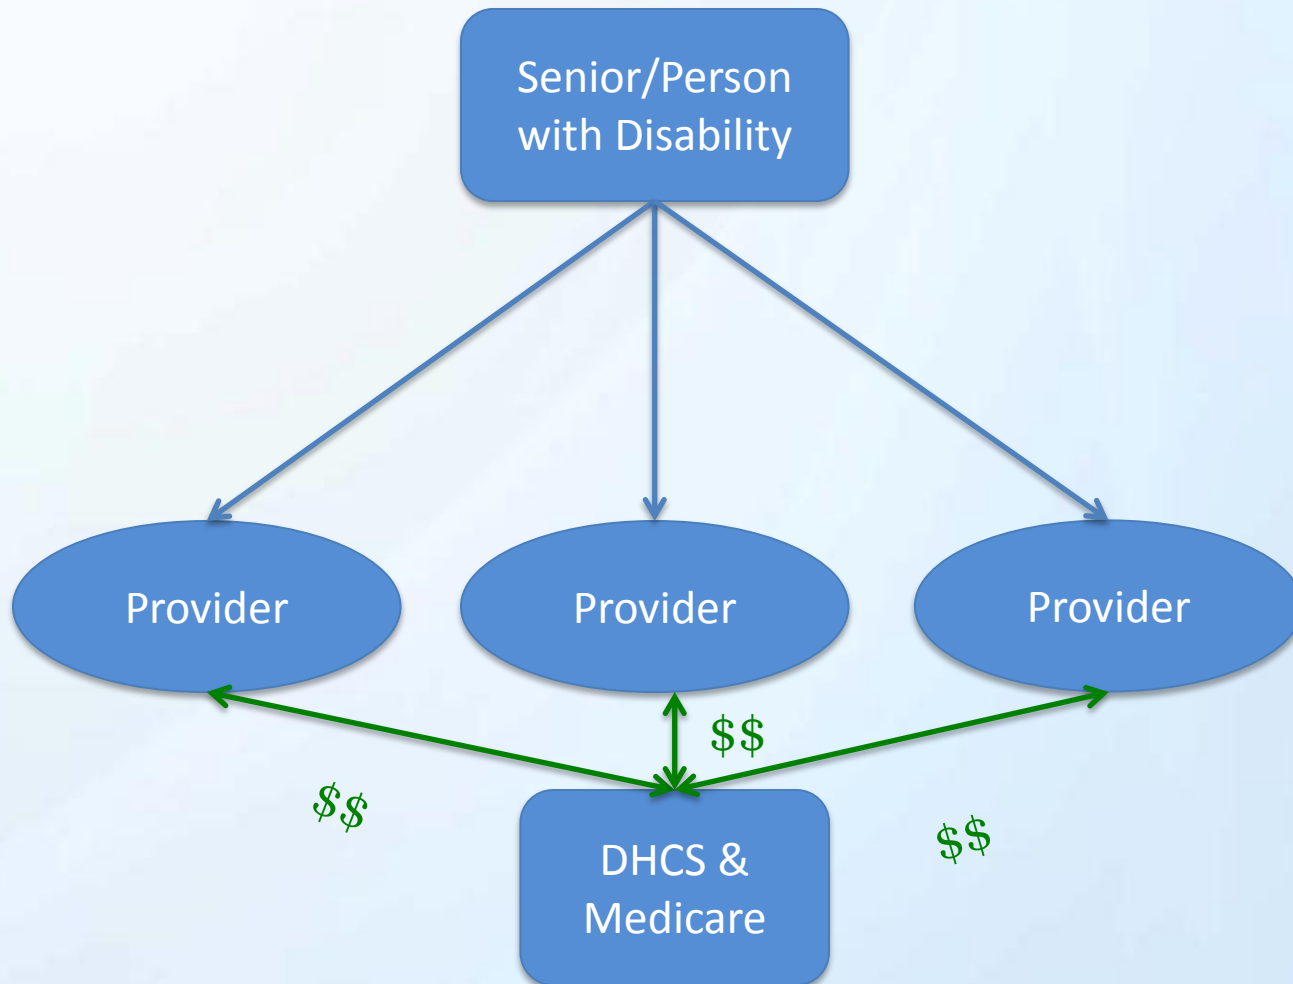 Senior/Person
with Disability
Provider
Provider
Provider
$$
$$
$$
DHCS &
Medicare